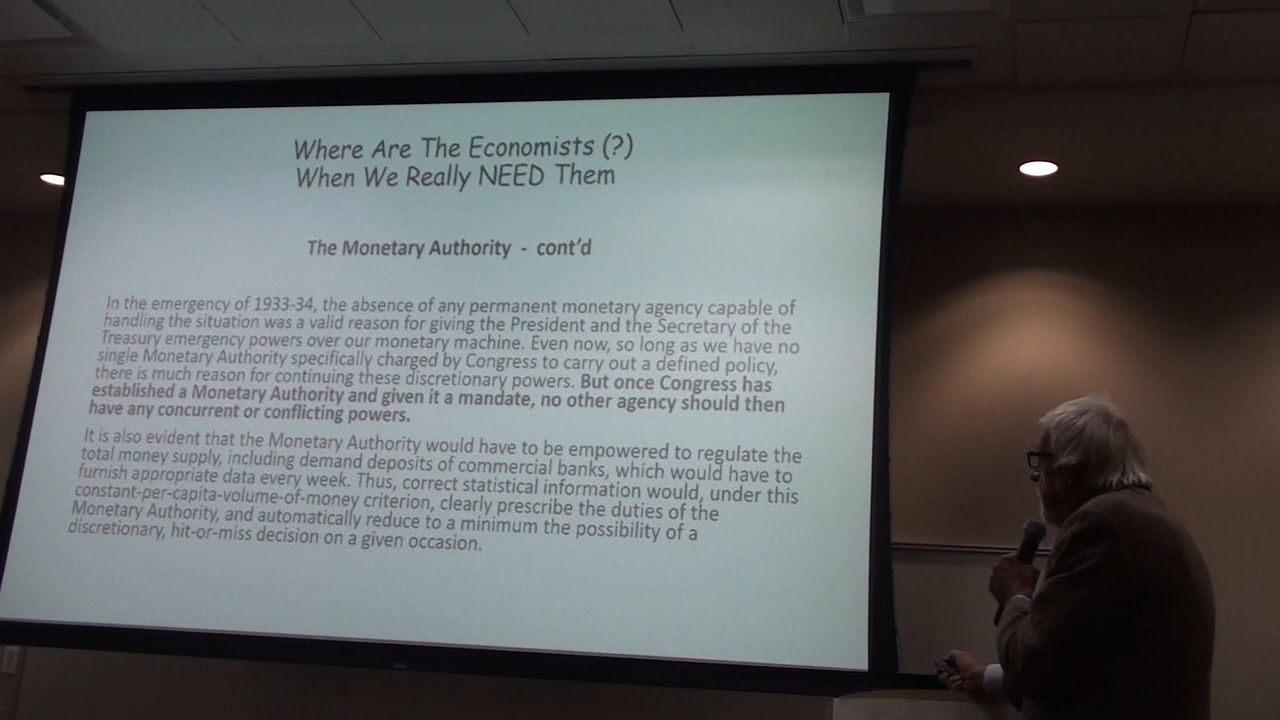 Where Are The Economists (?)
When We Really NEED Them
The Monetary Authority - cont'd
In the emergency of 1933-34, the absence of any permanent monetary agency capable of
handling the situation was a valid reason for giving the President and the Secretary of the
Treasury emergency powers over our monetary machine. Even now, so long as we have no
single Monetary Authority specifically charged by Congress to carry out a defined policy,
there is much reason for continuing these discretionary powers. But once Congress has
established a Monetary Authority and given it a mandate, no other agency should then
have any concurrent or conflicting powers.
It is also evident that the Monetary Authority would have to be empowered to regulate the
total money supply, including demand deposits of commercial banks, which would have to
furnish appropriate data every week. Thus, correct statistical information would, under this
constant-per-capita-volume-of-money criterion, clearly prescribe the duties of the
Monetary Authority, and automatically reduce to a minimum the possibility of a
discretionary, hit-or-miss decision on a given occasion.